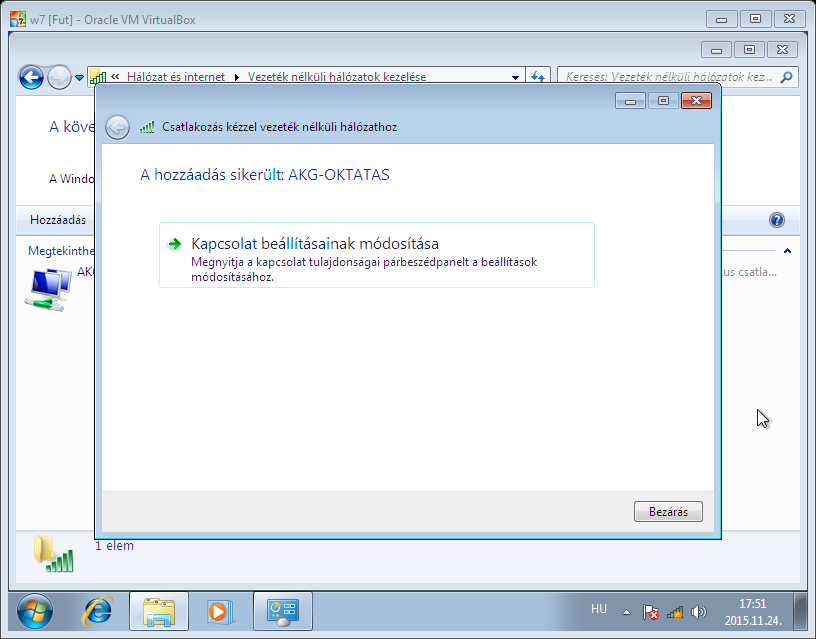 w7 [Fut] - Oracle VM VirtualBox
« Hálózat és internet Vezeték nélküli hálózatok kezelése
Keresés: Vezeték nélküli hálózatok kez...
Csatlakozás kézzel vezeték nélküli hálózathoz
A köve
A Windo
A hozzáadás sikerült: AKG-OKTATAS
Hozzáadás
Megtekinthe
AKG
kus csatla...
Kapcsolat beállításainak módosítása
Megnyitja a kapcsolat tulajdonságai párbeszédpanelt a beállítások
módosításához.
Bezárás
1 elem
HU
17:51
2015.11.24.